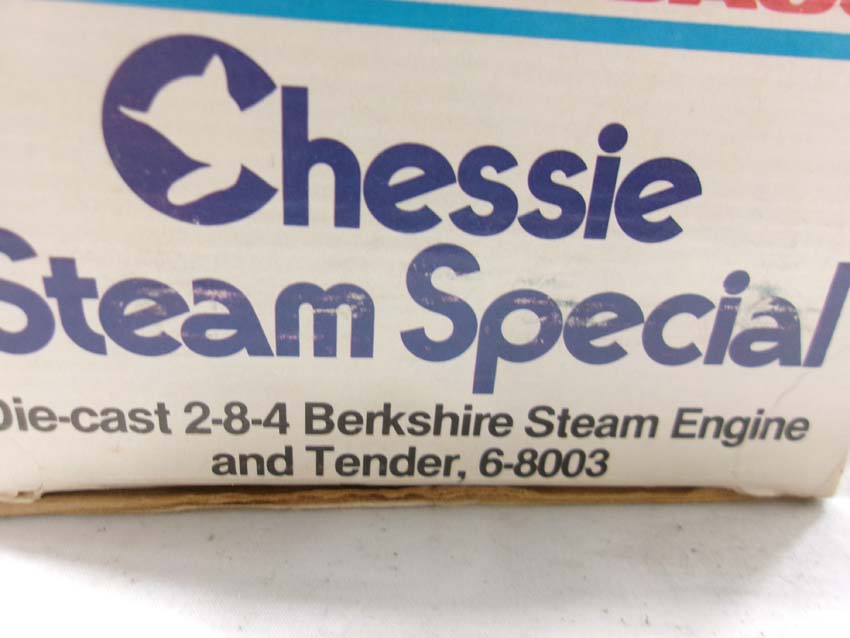 Chessie
Steam Special
Die-cast 2-8-4 Berkshire Steam Engine
and Tender, 6-8003